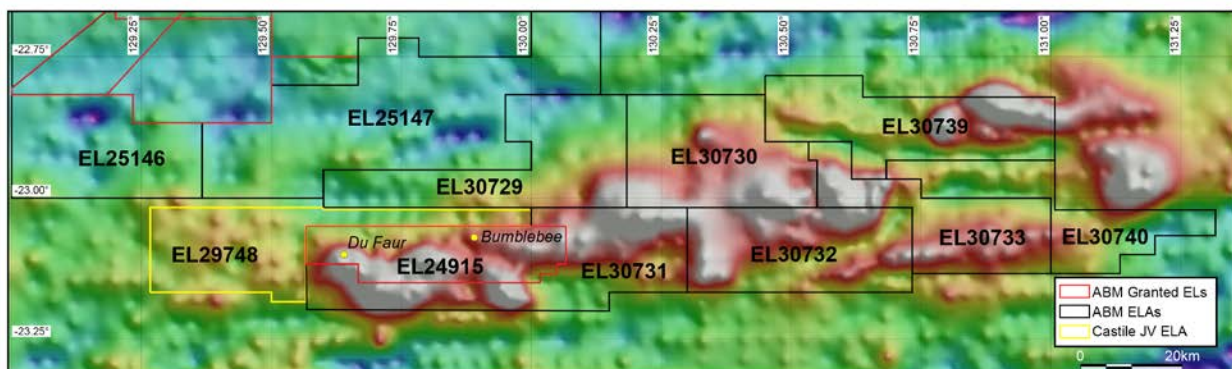 129.25°
129.50°
129.75°
130.00°
130.25°
130.50°
130.75°
131.00°
131.25°
-22.75°
EL25147
EL30739
EL25146
EL30730
EL30729
-23.00°
Du Faur
Bumblebee
EL29748
EL24915
EL30731
EL30732
EL30733
EL30740
-23.25°
ABM Granted ELs
ABM ELAs
Castile JV ELA
0 20km